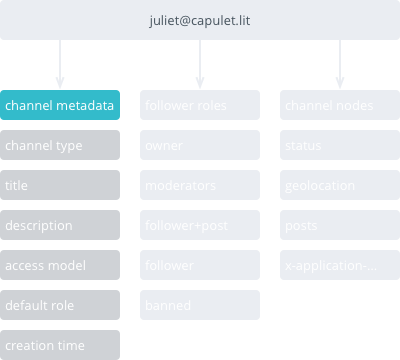 juliet@capulet.lit
channel metadata
channel type
title
description
access model
default role
creation time
follower roles
owner
moderators
follower+post
follower
banned
channel nodes
status
geolocation
posts
x-application-...